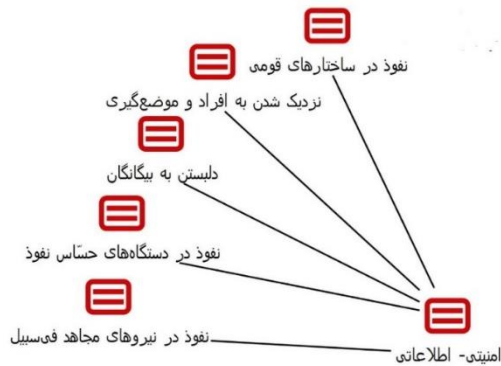 نفوذ در ساختارهای قومی
نزدیک شدن به افراد و موضع‌گیری
دلبستن به بیگانگان
نفوذ در دستگاه‌های حسّاس نفوذ
نفوذ در نیروهای مجاهد فی‌سبیل
امنیتی- اطلاعاتی